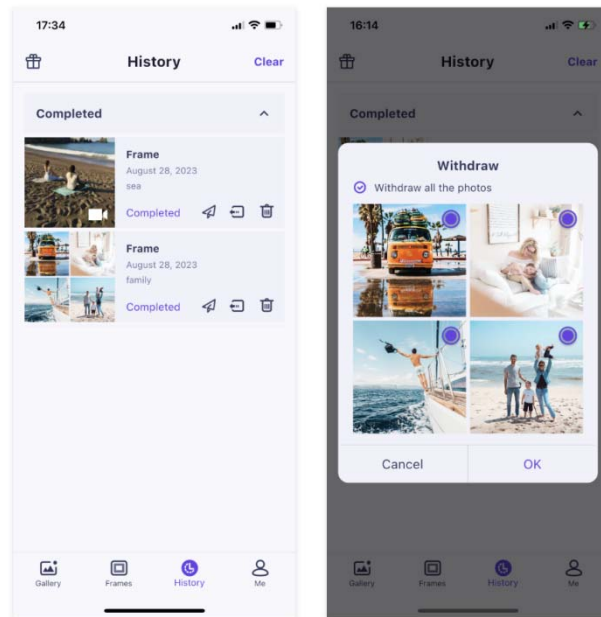 17:34
History
Clear
Completed
Frame
August 28, 2023
sea
Completed
Frame
August 28, 2023
family
Completed
Gallery
Frames
History
Me
16:14
History
Clear
Completed
Withdraw
Withdraw all the photos
Cancel
OK
Gallery
Frames
History
Me